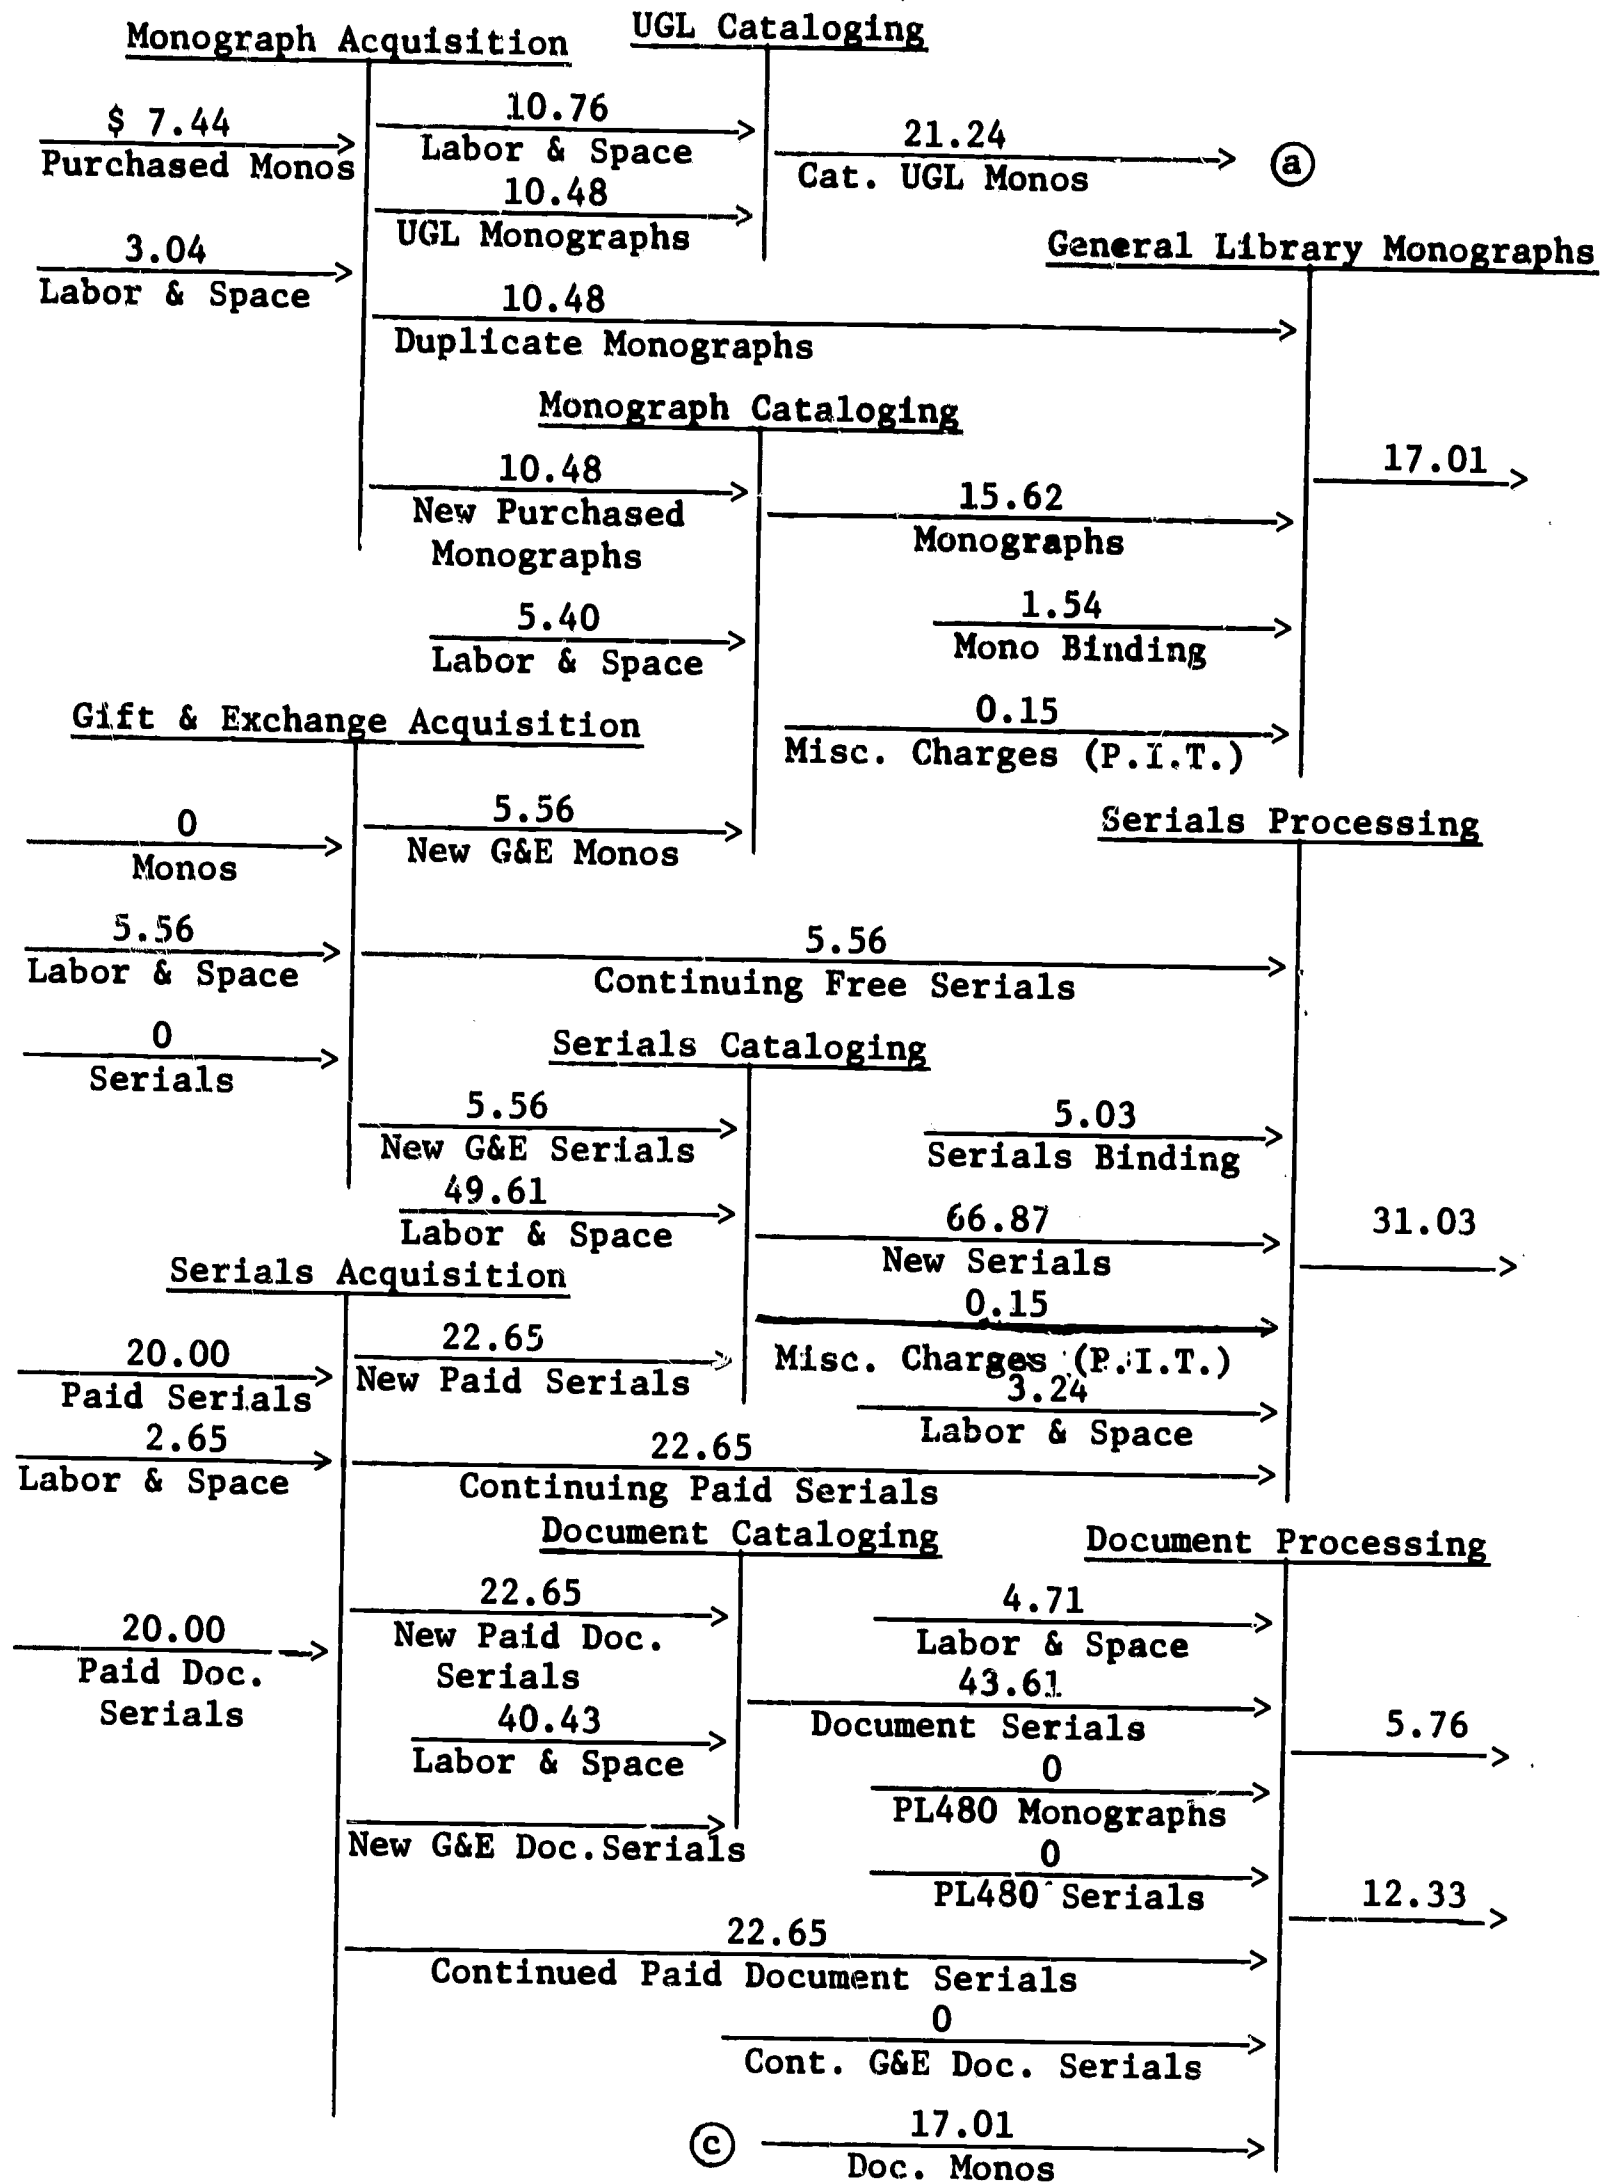 Monograph Acquisition
UGL Cataloging
$ 7.44
Purchased Monos
10.76
Labor & Space
21.24
Cat. UGL Monos
ⓐ
10.48
UGL Monographs
3.04
Labor & Space
General Library Monographs
10.48
Duplicate Monographs
Monograph Cataloging
10.48
New Purchased
Monographs
15.62
Monographs
17.01
5.40
Labor & Space
1.54
Mono Binding
0.15
Misc. Charges (P.I.T.)
Gift & Exchange Acquisition
0
Monos
5.56
New G&E Monos
Serials Processing
5.56
Labor & Space
5.56
Continuing Free Serials
0
Serials
Serials Cataloging
5.56
New G&E Serials
5.03
Serials Binding
49.61
Labor & Space
66.87
New Serials
31.03
Serials Acquisition
0.15
Misc. Charges (P.I.T.)
20.00
Paid Serials
22.65
New Paid Serials
3.24
Labor & Space
2.65
Labor & Space
22.65
Continuing Paid Serials
Document Cataloging
Document Processing
22.65
New Paid Doc.
Serials
4.71
Labor & Space
20.00
Paid Doc.
Serials
43.61
Document Serials
40.43
Labor & Space
5.76
0
PL480 Monographs
New G&E Doc.Serials
0
PL480 Serials
12.33
22.65
Continued Paid Document Serials
0
Cont. G&E Doc. Serials
ⓒ
17.01
Doc. Monos